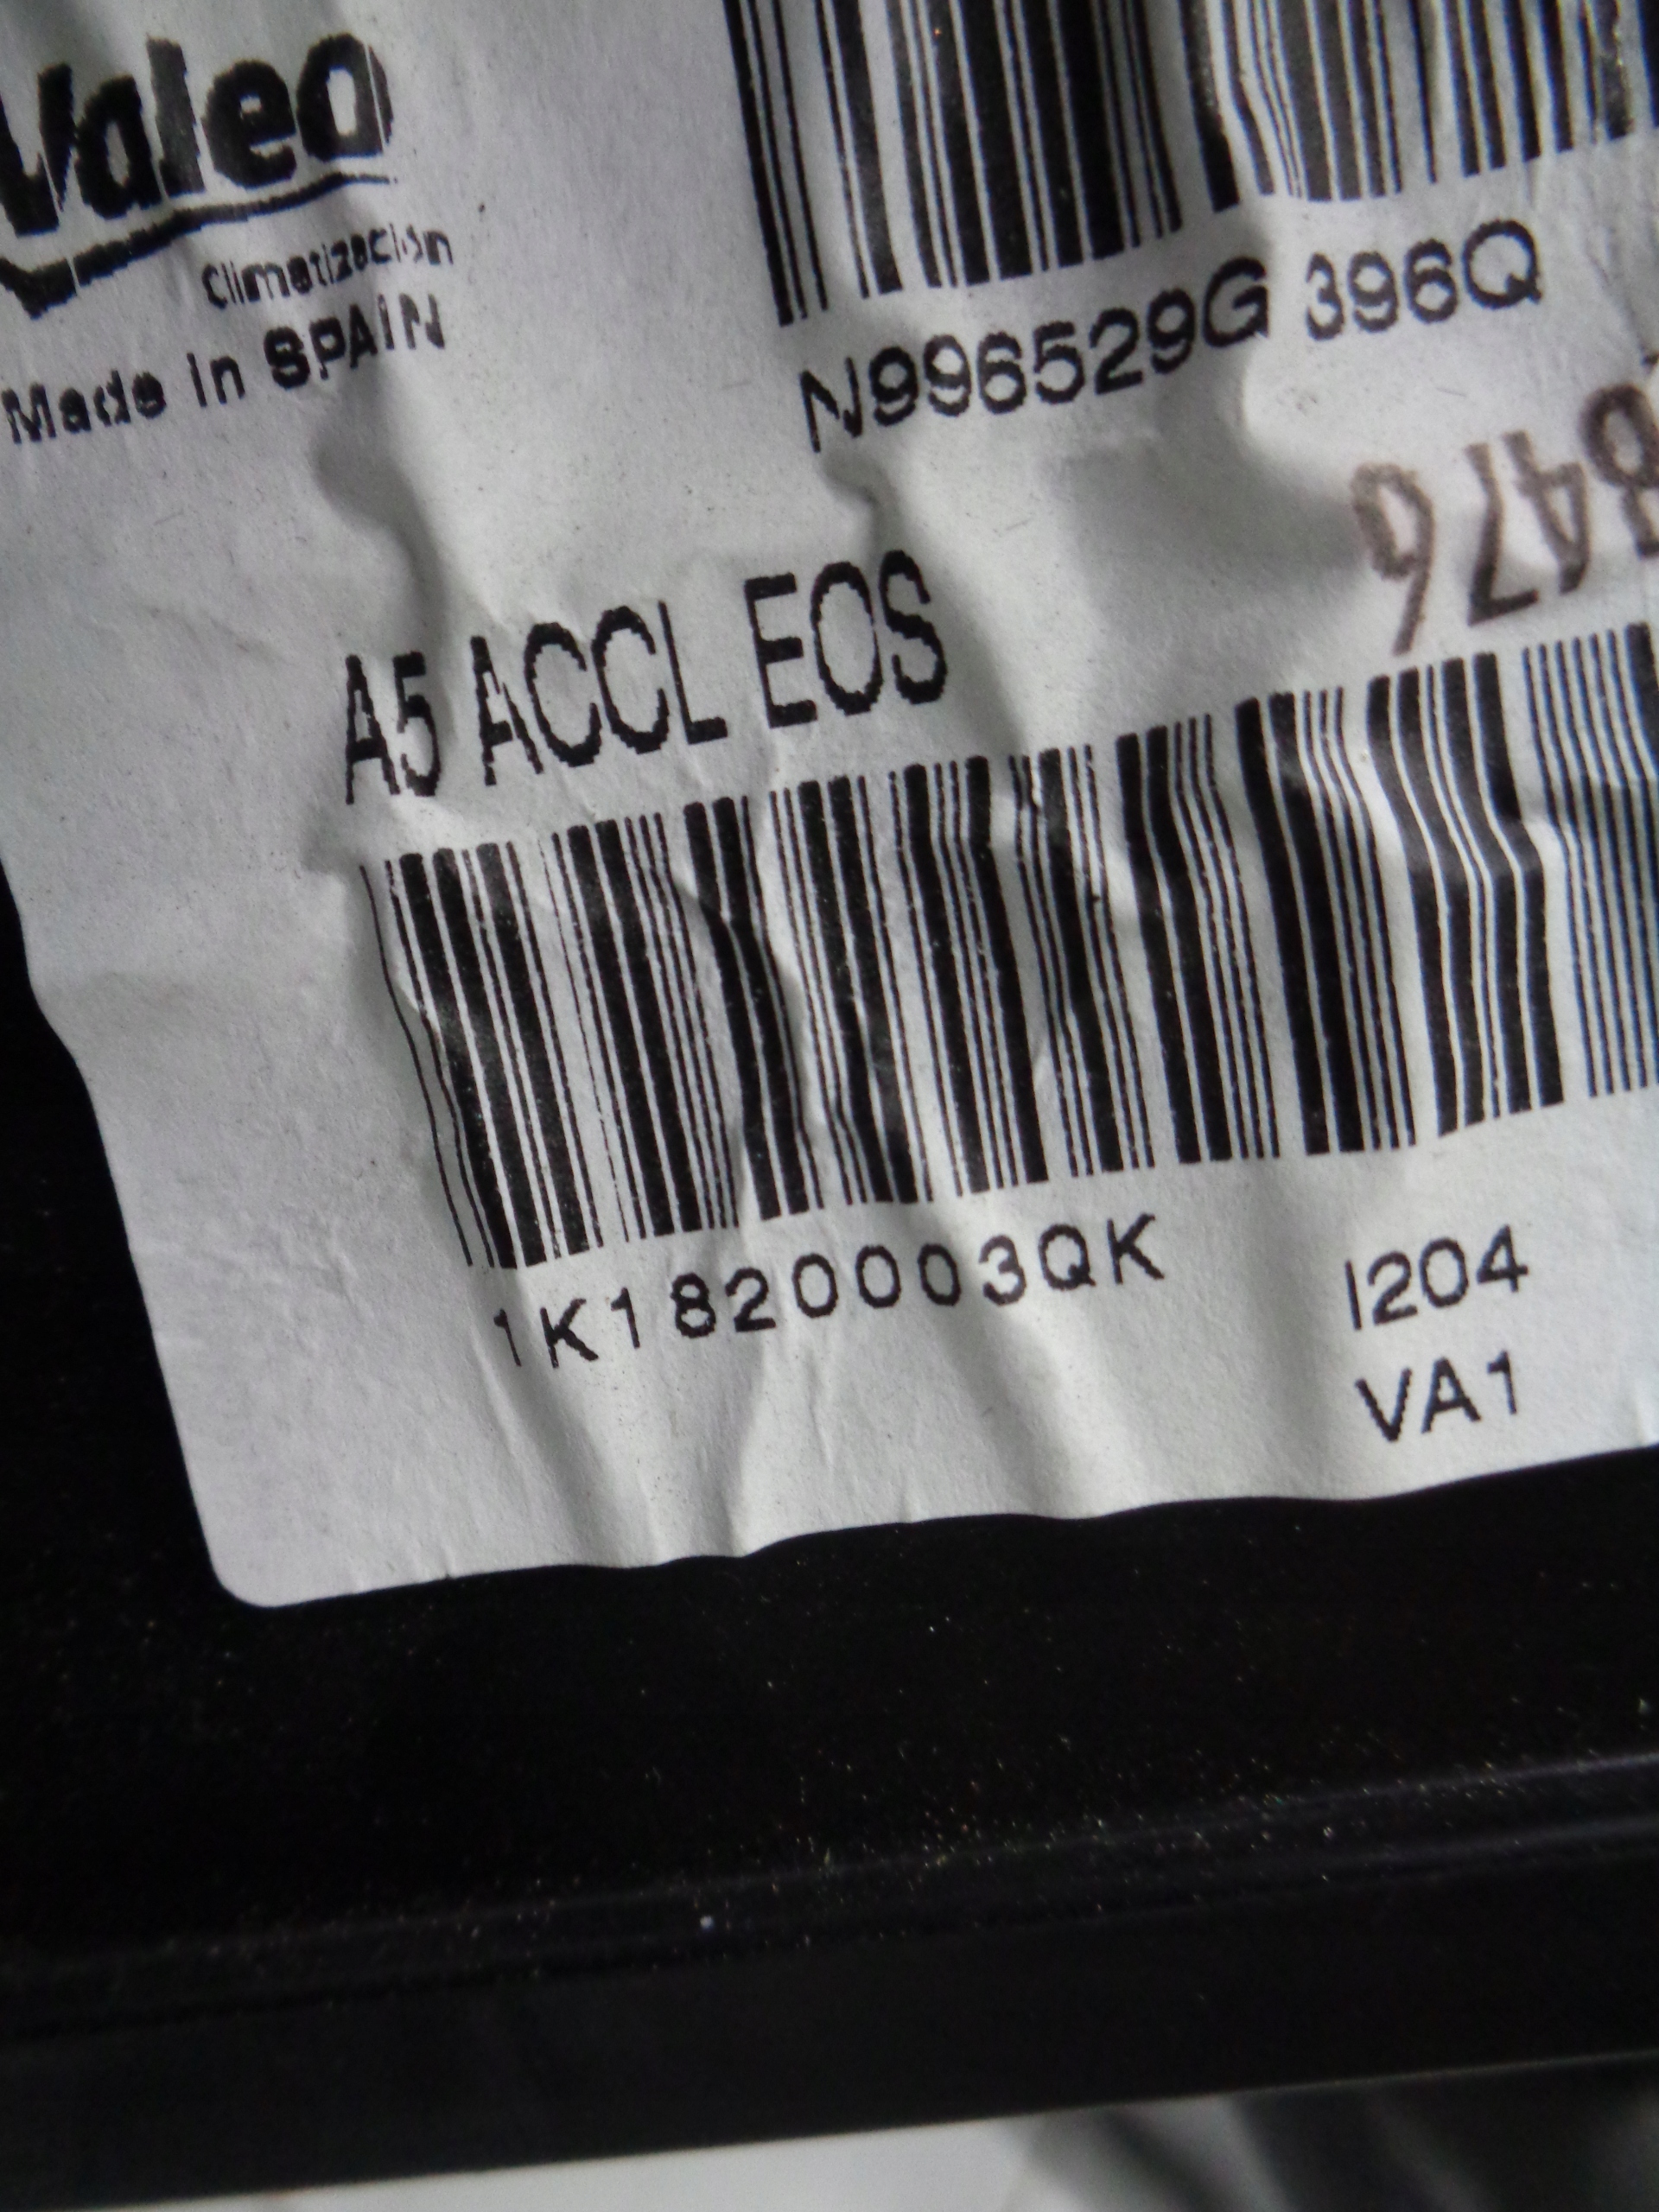 Valeo
Climatización
Made in SPAIN
N996529G 396Q
A5 ACCL EOS
1K1820003QK
I204
VA1